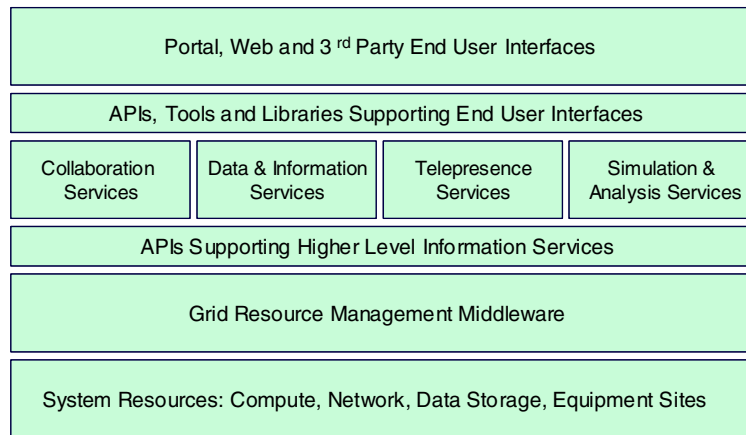 Portal, Web and 3 rd Party End User Interfaces
APIs, Tools and Libraries Supporting End User Interfaces
Collaboration
Services
Data & Information
Services
Telepresence
Services
Simulation &
Analysis Services
APIs Supporting Higher Level Information Services
Grid Resource Management Middleware
System Resources: Compute, Network, Data Storage, Equipment Sites